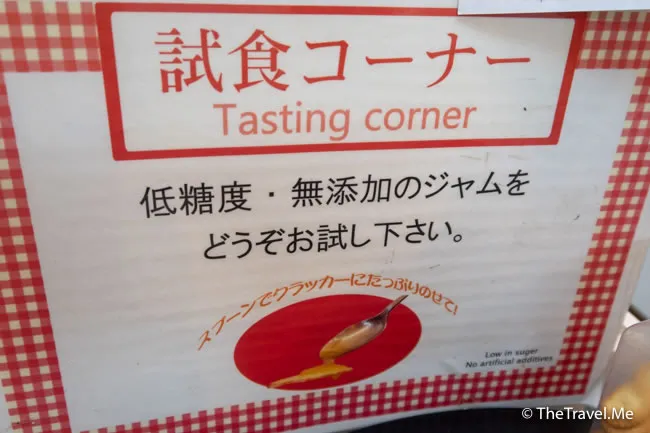 試食コーナー
Tasting corner
低糖度・無添加のジャムを
どうぞお試し下さい。
スプーンでクラッカーにたっぷりのせて!
Low in suger
No artificial additives
© TheTravel.Me